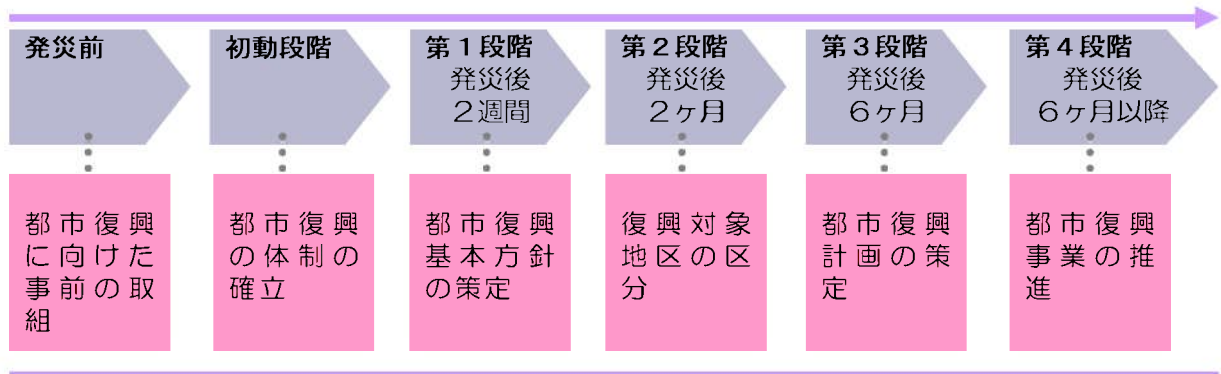 発災前
初動段階
第１段階
発災後
２週間
第２段階
発災後
２ヶ月
第３段階
発災後
６ヶ月
第４段階
発災後
６ヶ月以降
都市復興
に向けた
事前の取
組
都市復興
の体制の
確立
都市復興
基本方針
の策定
復興対象
地区の区
分
都市復興
計画の策
定
都市復興
事業の推
進